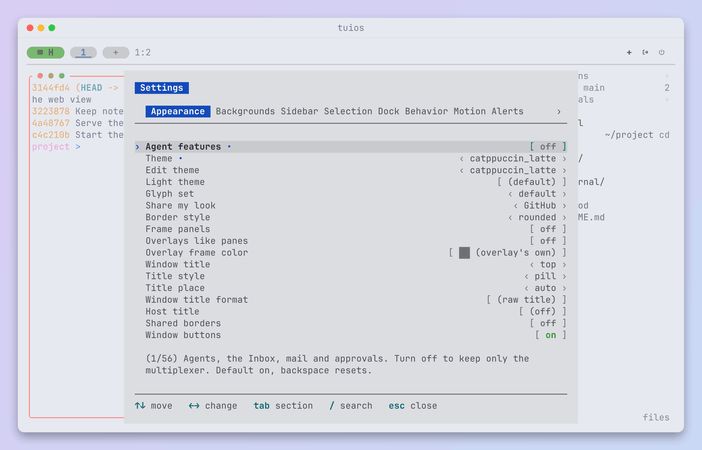 tuios
H 1 + 1:2 +
3144fd4 (HEAD ->
he web view
3223878 Keep note
4a48767 Serve the
c4c210b Start the
project >
Settings
Appearance Backgrounds Sidebar Selection Dock Behavior Motion Alerts ›
› Agent features • [ off ]
Theme • ‹ catppuccin_latte ›
Edit theme ‹ catppuccin_latte ›
Light theme [ (default) ]
Glyph set ‹ default ›
Share my look ‹ GitHub ›
Border style ‹ rounded ›
Frame panels [ off ]
Overlays like panes [ off ]
Overlay frame color [ (overlay's own) ]
Window title ‹ top ›
Title style ‹ pill ›
Title place ‹ auto ›
Window title format [ (raw title) ]
Host title [ (off) ]
Shared borders [ off ]
Window buttons [ on ]
(1/56) Agents, the Inbox, mail and approvals. Turn off to keep only the
multiplexer. Default on, backspace resets.
↑↓ move ↔ change tab section / search esc close
ns
main 2
als
l
~/project cd
/
rnal/
od
ME.md
files